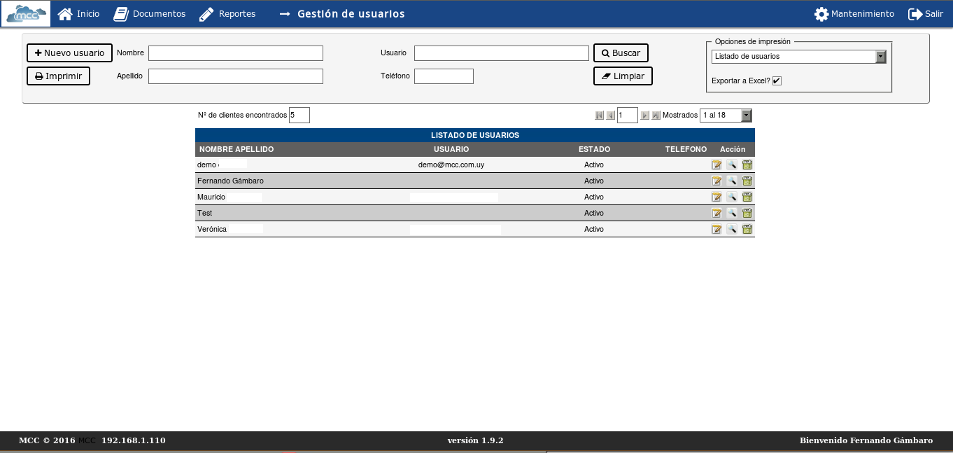 mcc Inicio Documentos Reportes → Gestión de usuarios Mantenimiento Salir
Opciones de impresión
Nuevo usuario Nombre Usuario Buscar Listado de usuarios
Imprimir Apellido Teléfono Limpiar Exportar a Excel?
Nº de clientes encontrados 5 1 Mostrados 1 al 18
LISTADO DE USUARIOS
NOMBRE APELLIDO USUARIO ESTADO TELEFONO Acción
demo demo@mcc.com.uy Activo
Fernando Gámbaro Activo
Mauricio Activo
Test Activo
Verónica Activo
MCC © 2016 MCC 192.168.1.110 versión 1.9.2 Bienvenido Fernando Gámbaro